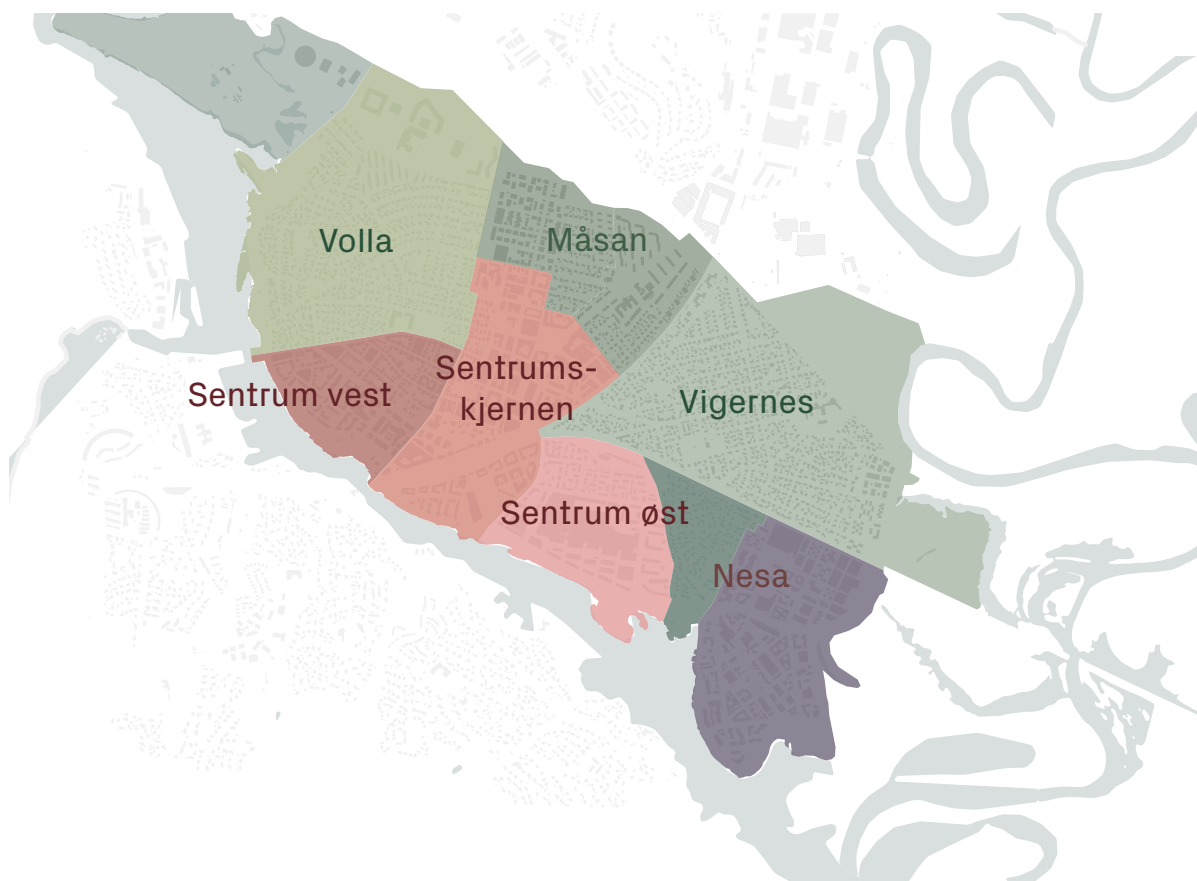 Volla
Måsan
Sentrums-
kjernen
Sentrum vest
Vigernes
Sentrum øst
Nesa